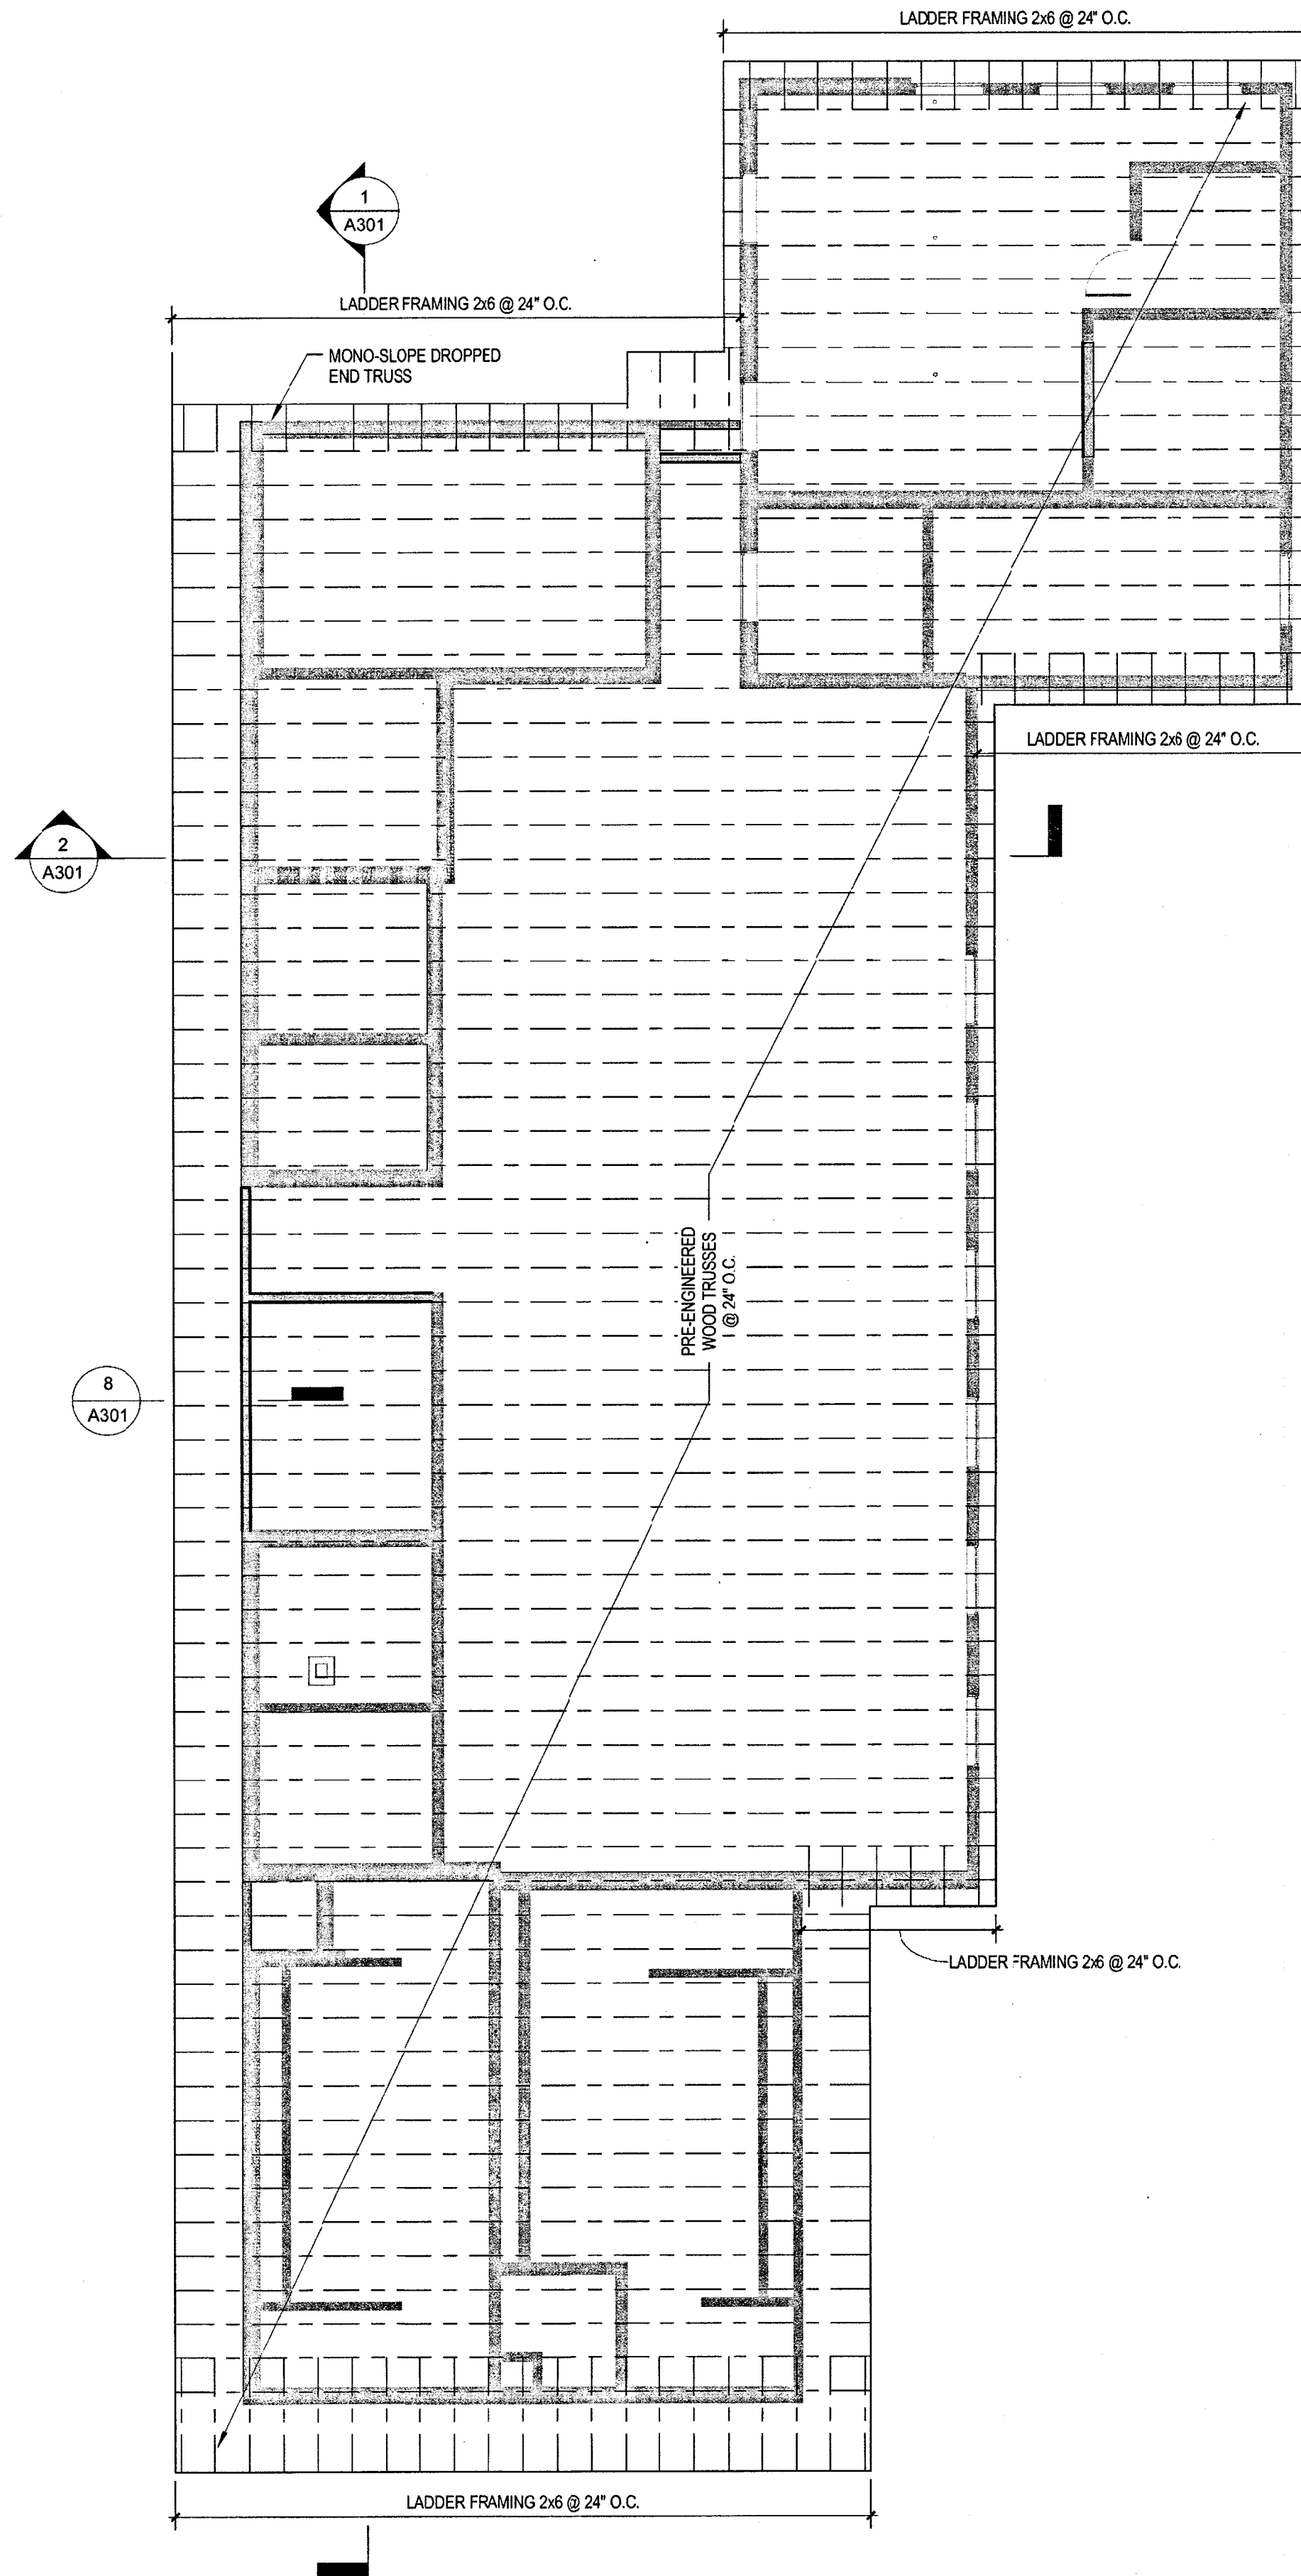 LADDER FRAMING 2x6 @ 24" O.C.
1
A301
LADDER FRAMING 2x6 @ 24" O.C.
MONO-SLOPE DROPPED
END TRUSS
LADDER FRAMING 2x6 @ 24" O.C.
2
A301
PRE-ENGINEERED
WOOD TRUSSES
@ 24" O.C.
8
A301
LADDER FRAMING 2x6 @ 24" O.C.
LADDER FRAMING 2x6 @ 24" O.C.